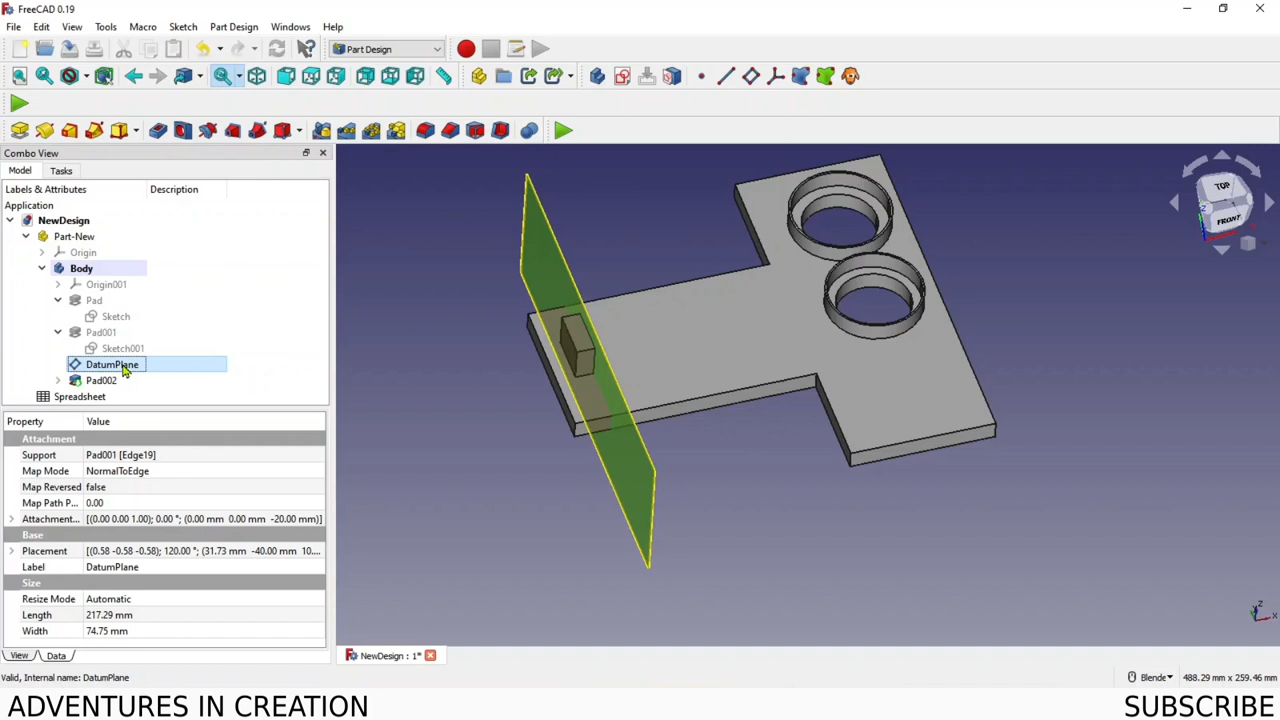 FreeCAD 0.19
File Edit View Tools Macro Sketch Part Design Windows Help
Part Design
Combo View
Model Tasks
Labels & Attributes Description
Application
NewDesign
Part-New
Origin
Body
Origin001
Pad
Sketch
Pad001
Sketch001
DatumPlane
Pad002
Spreadsheet
Property Value
Attachment
Support Pad001 [Edge19]
Map Mode NormalToEdge
Map Reversed false
Map Path P... 0.00
Attachment... [(0.00 0.00 1.00); 0.00 °; (0.00 mm 0.00 mm -20.00 mm)]
Base
Placement [(0.58 -0.58 -0.58); 120.00 °; (31.73 mm -40.00 mm 10....
Label DatumPlane
Size
Resize Mode Automatic
Length 217.29 mm
Width 74.75 mm
View Data
TOP
FRONT
Z
X
NewDesign : 1*
Valid, Internal name: DatumPlane
Blende
488.29 mm x 259.46 mm
ADVENTURES IN CREATION SUBSCRIBE